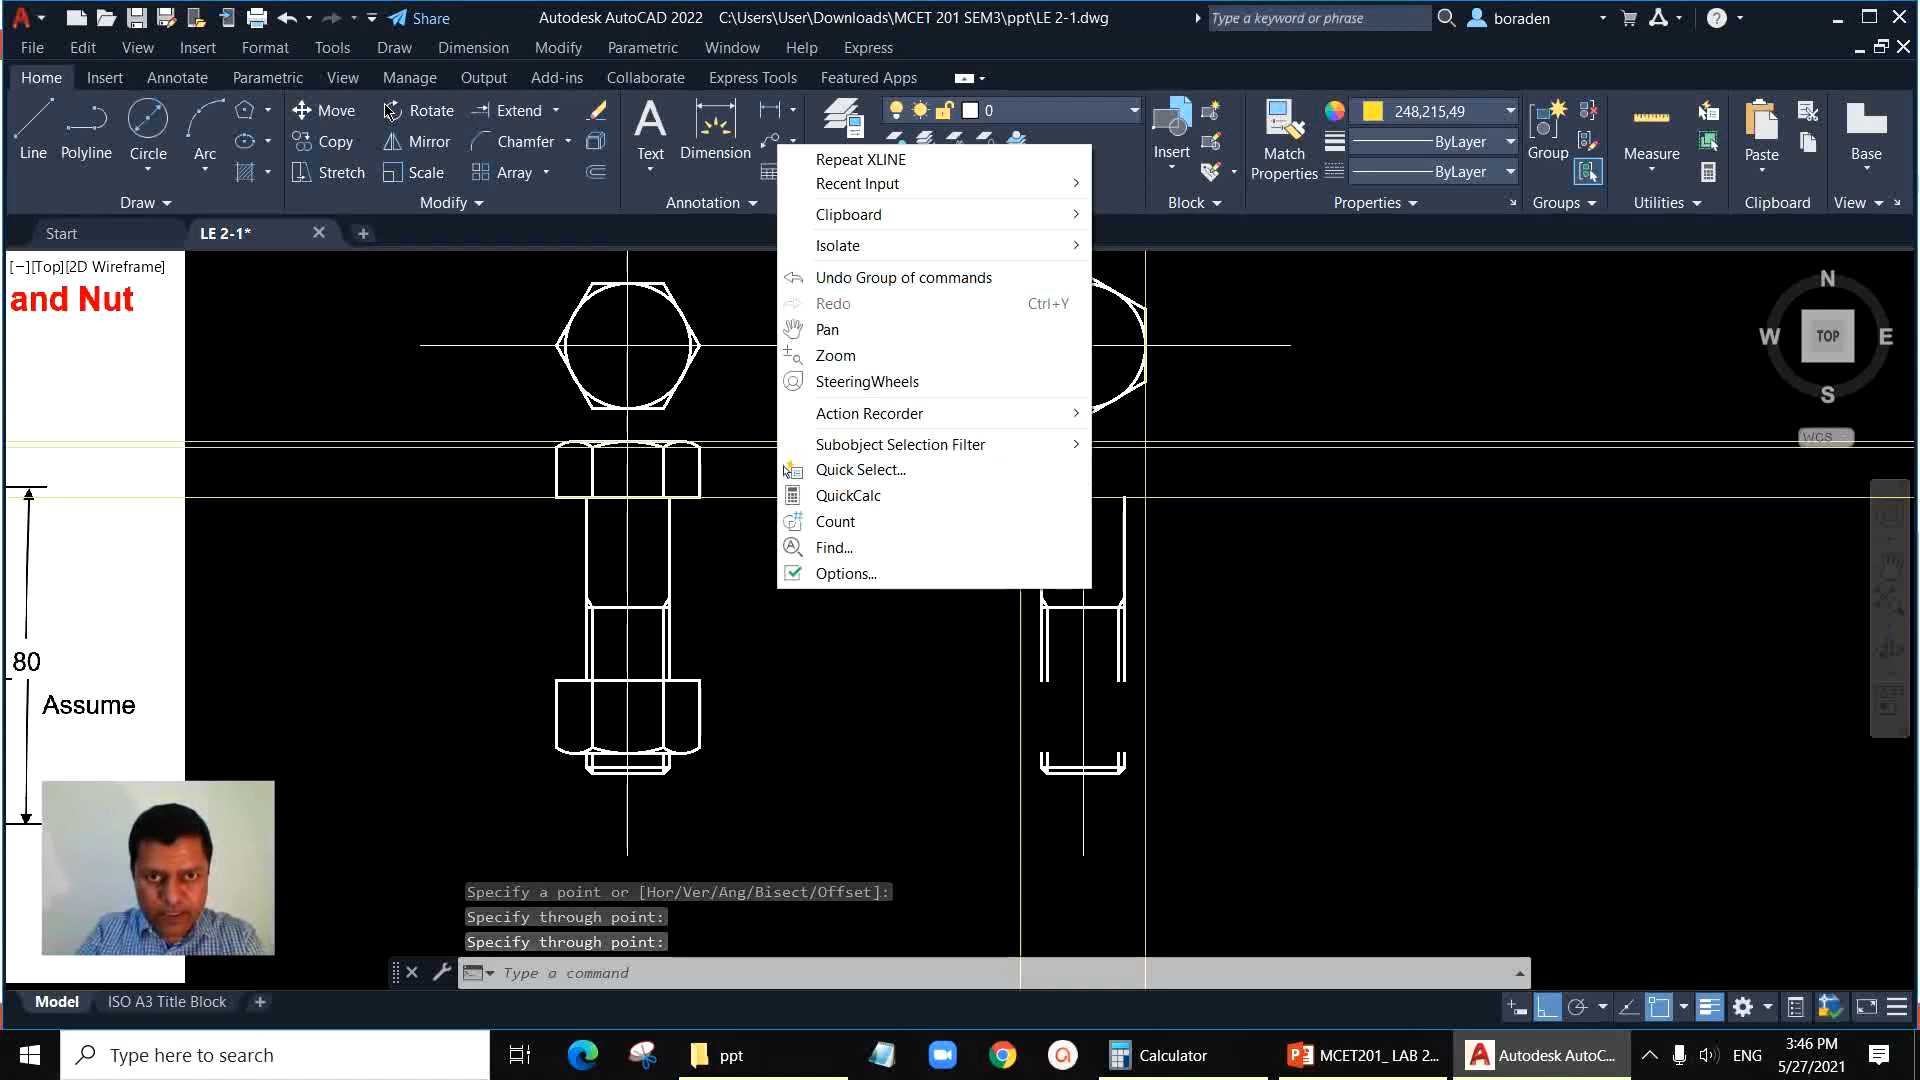 Share
Autodesk AutoCAD 2022 C:\Users\User\Downloads\MCET 201 SEM3\ppt\LE 2-1.dwg
Type a keyword or phrase
boraden
File Edit View Insert Format Tools Draw Dimension Modify Parametric Window Help Express
Home Insert Annotate Parametric View Manage Output Add-ins Collaborate Express Tools Featured Apps
Line Polyline Circle Arc
Move Rotate Extend
Copy Mirror Chamfer
Stretch Scale Array
Text Dimension
0
Insert
Match
Properties
248,215,49
ByLayer
ByLayer
Group
Measure
Paste
Base
Draw Modify Annotation Block Properties Groups Utilities Clipboard View
Start LE 2-1*
[−][Top][2D Wireframe]
and Nut
Repeat XLINE
Recent Input
Clipboard
Isolate
Undo Group of commands
Redo Ctrl+Y
Pan
Zoom
SteeringWheels
Action Recorder
Subobject Selection Filter
Quick Select...
QuickCalc
Count
Find...
Options...
N
W TOP E
S
WCS
80
Assume
Specify a point or [Hor/Ver/Ang/Bisect/Offset]:
Specify through point:
Specify through point:
Type a command
Model ISO A3 Title Block
Type here to search
ppt
Calculator
MCET201_ LAB 2...
Autodesk AutoC...
ENG
3:46 PM
5/27/2021